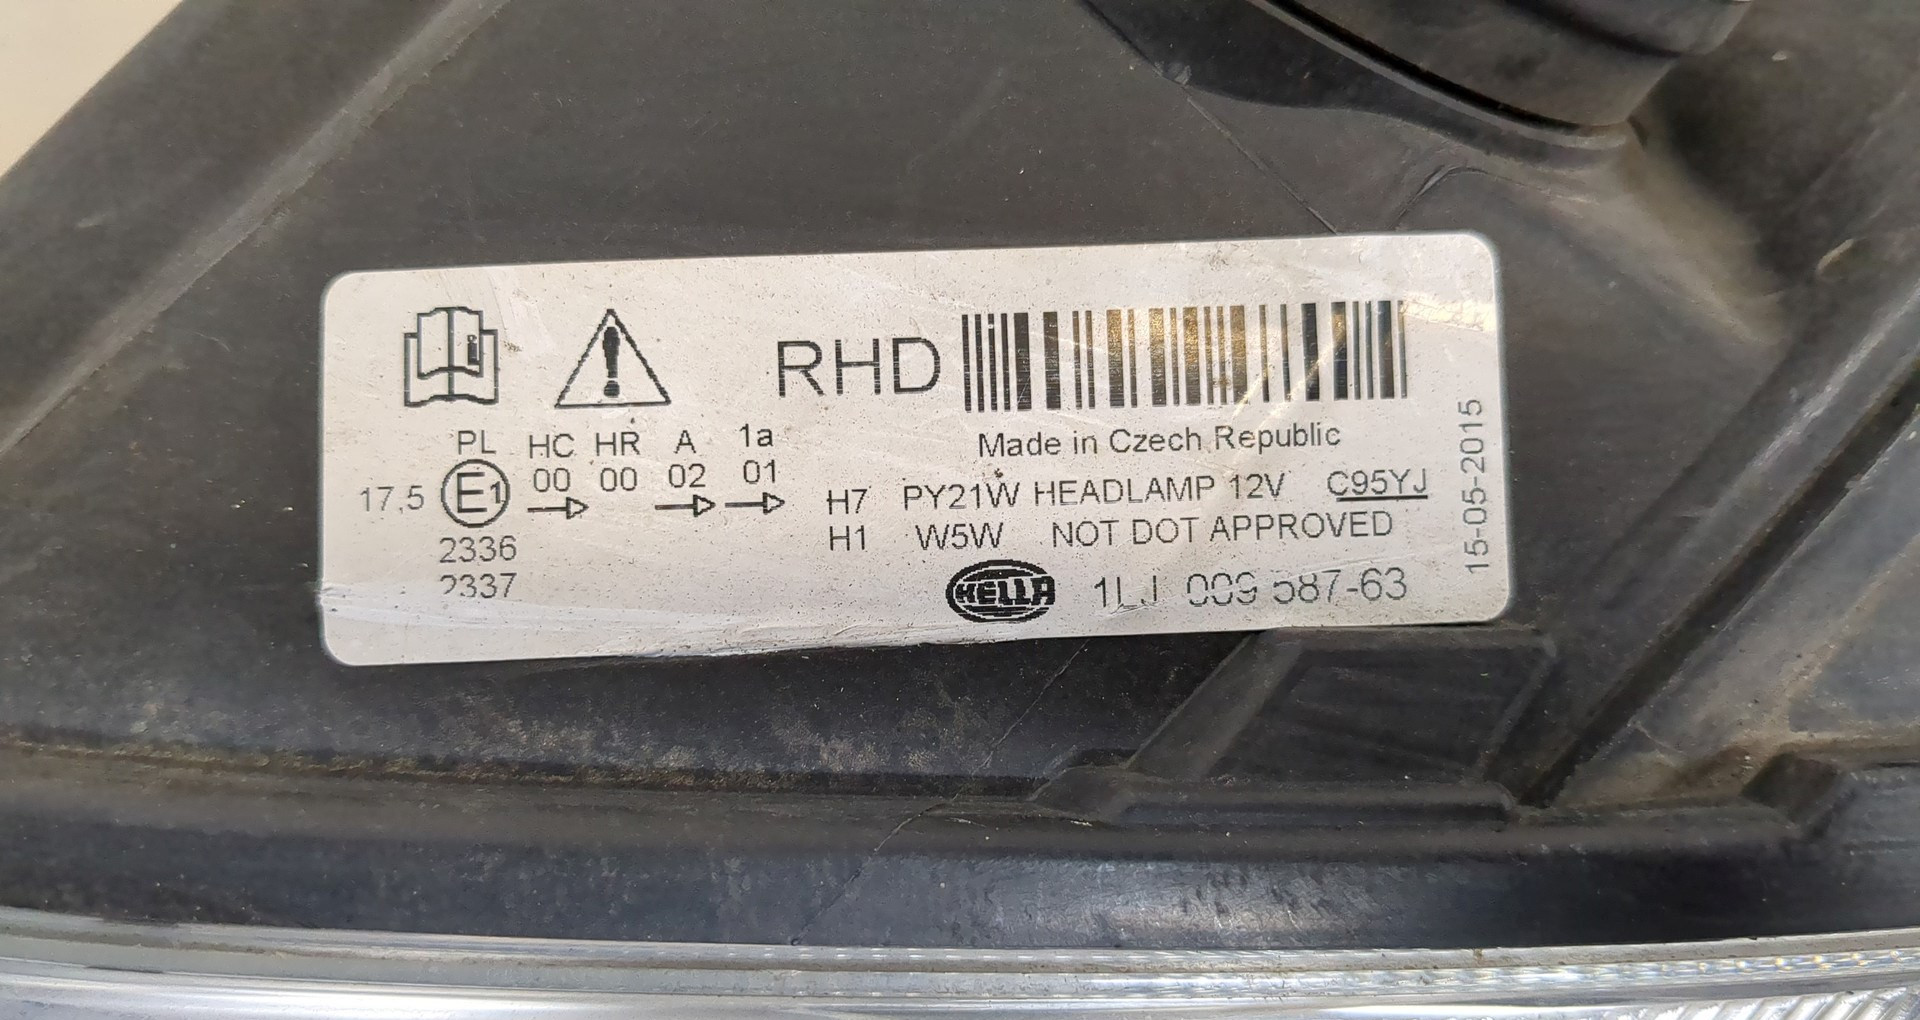 RHD
PL HC HR A 1a
17,5 E1 00 00 02 01
2336
2337
Made in Czech Republic
H7 PY21W HEADLAMP 12V C95YJ
H1 W5W NOT DOT APPROVED
HELLA 1LJ 009 587-63
15-05-2015